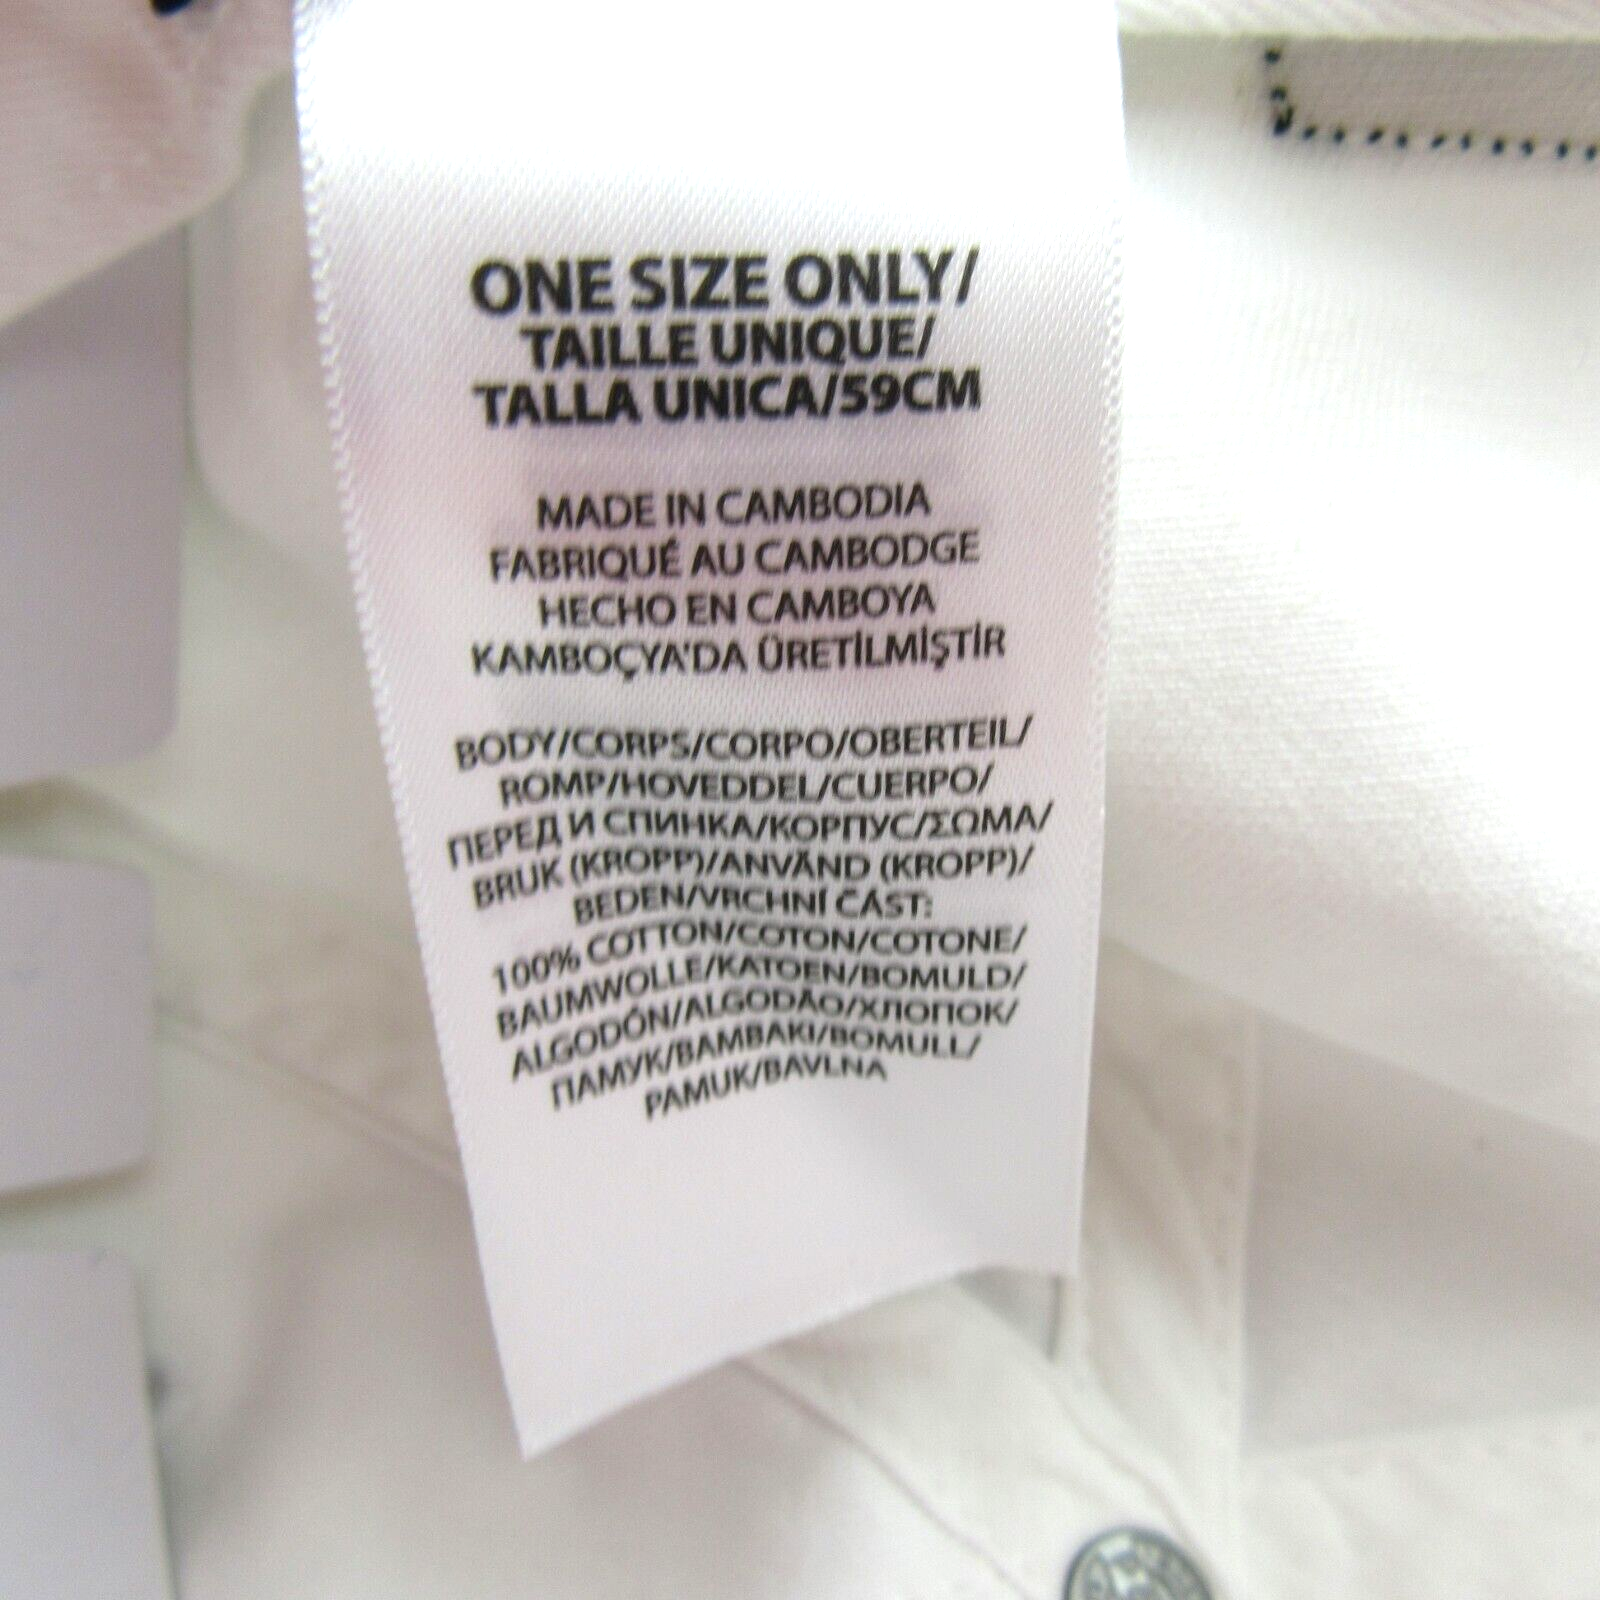 ONE SIZE ONLY/
TAILLE UNIQUE/
TALLA UNICA/59CM
MADE IN CAMBODIA
FABRIQUÉ AU CAMBODGE
HECHO EN CAMBOYA
KAMBOÇYA'DA ÜRETİLMİŞTİR
BODY/CORPS/CORPO/OBERTEIL/
ROMP/HOVEDDEL/CUERPO/
ПЕРЕД И СПИНКА/КОРПУС/ΣΩΜΑ/
BRUK (KROPP)/ANVÄND (KROPP)/
BEDEN/VRCHNÍ ČÁST:
100% COTTON/COTON/COTONE/
BAUMWOLLE/KATOEN/BOMULD/
ALGODÓN/ALGODÃO/ХЛОПОК/
ПАМУК/ΒΑΜΒΑΚΙ/BOMULL/
PAMUK/BAVLNA